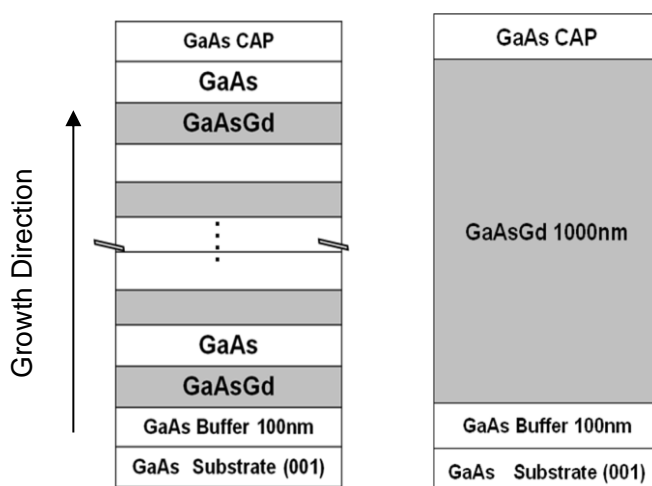 Growth Direction
GaAs CAP
GaAs
GaAsGd
GaAs
GaAsGd
GaAs Buffer 100nm
GaAs Substrate (001)
GaAs CAP
GaAsGd 1000nm
GaAs Buffer 100nm
GaAs Substrate (001)